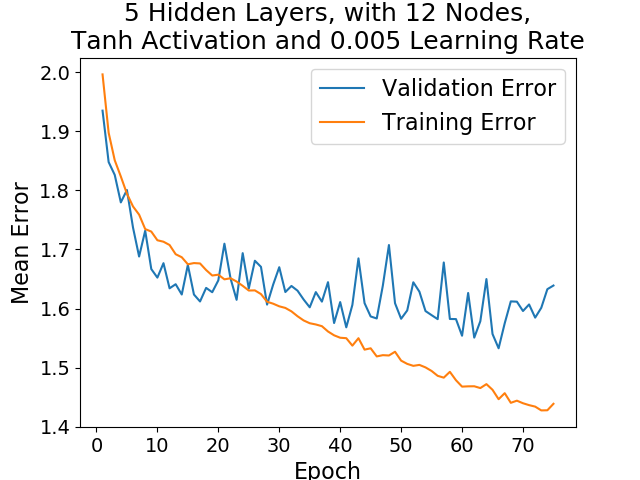 5 Hidden Layers, with 12 Nodes,
Tanh Activation and 0.005 Learning Rate
Validation Error
Training Error
Mean Error
2.0
1.9
1.8
1.7
1.6
1.5
1.4
0 10 20 30 40 50 60 70
Epoch